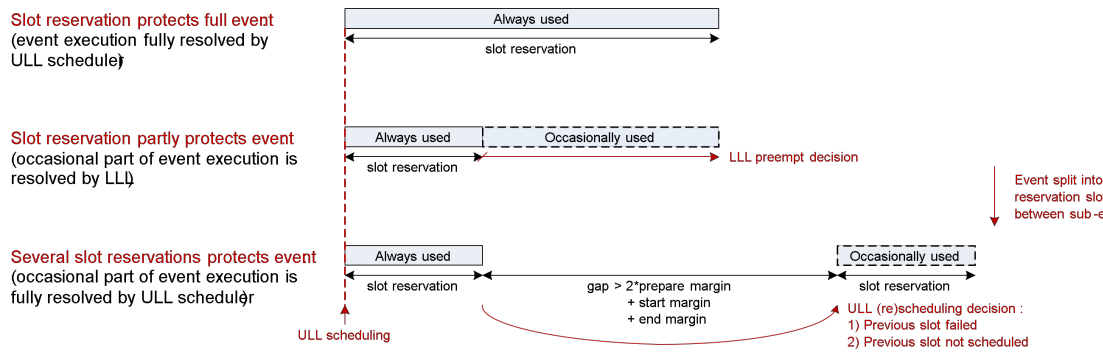 Slot reservation protects full event
(event execution fully resolved by
ULL scheduler)
Always used
slot reservation
Slot reservation partly protects event
(occasional part of event execution is
resolved by LLL)
Always used
Occasionally used
slot reservation
LLL preempt decision
Event split into
reservation slo
between sub-e
Several slot reservations protects event
(occasional part of event execution is
fully resolved by ULL scheduler)
Always used
Occasionally used
slot reservation
gap > 2*prepare margin
+ start margin
+ end margin
slot reservation
ULL scheduling
ULL (re)scheduling decision :
1) Previous slot failed
2) Previous slot not scheduled